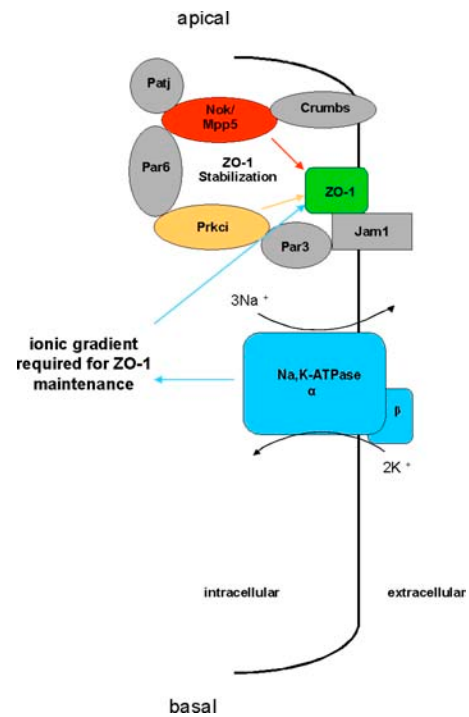 apical
Patj
Nok/
Mpp5
Crumbs
Par6
ZO-1
Stabilization
ZO-1
Prkci
Par3
Jam1
3Na +
ionic gradient
required for ZO-1
maintenance
Na,K-ATPase
α
β
2K +
intracellular
extracellular
basal